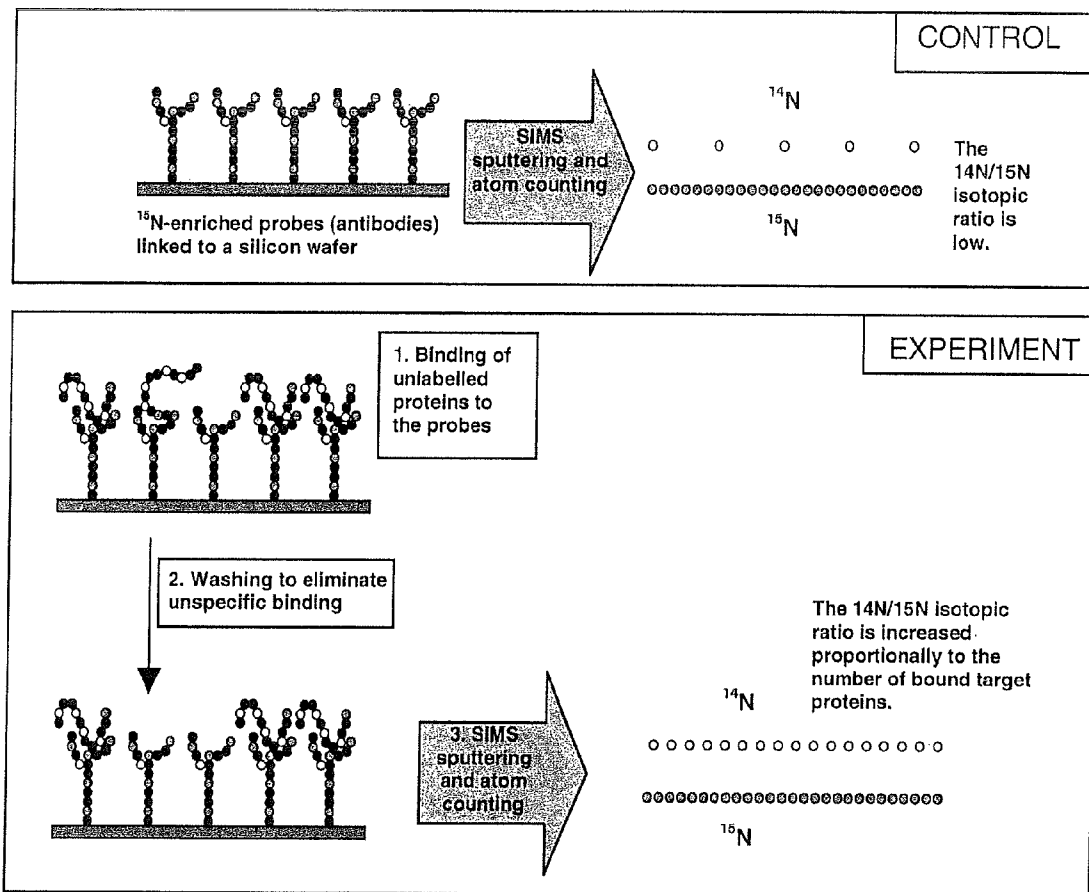 CONTROL
¹⁴N
SIMS
sputtering and
atom counting
The
14N/15N
isotopic
ratio is
low.
¹⁵N
¹⁵N-enriched probes (antibodies)
linked to a silicon wafer
EXPERIMENT
1. Binding of
unlabelled
proteins to
the probes
2. Washing to eliminate
unspecific binding
The 14N/15N isotopic
ratio is increased
proportionally to the
number of bound target
proteins.
¹⁴N
3. SIMS
sputtering
and atom
counting
¹⁵N